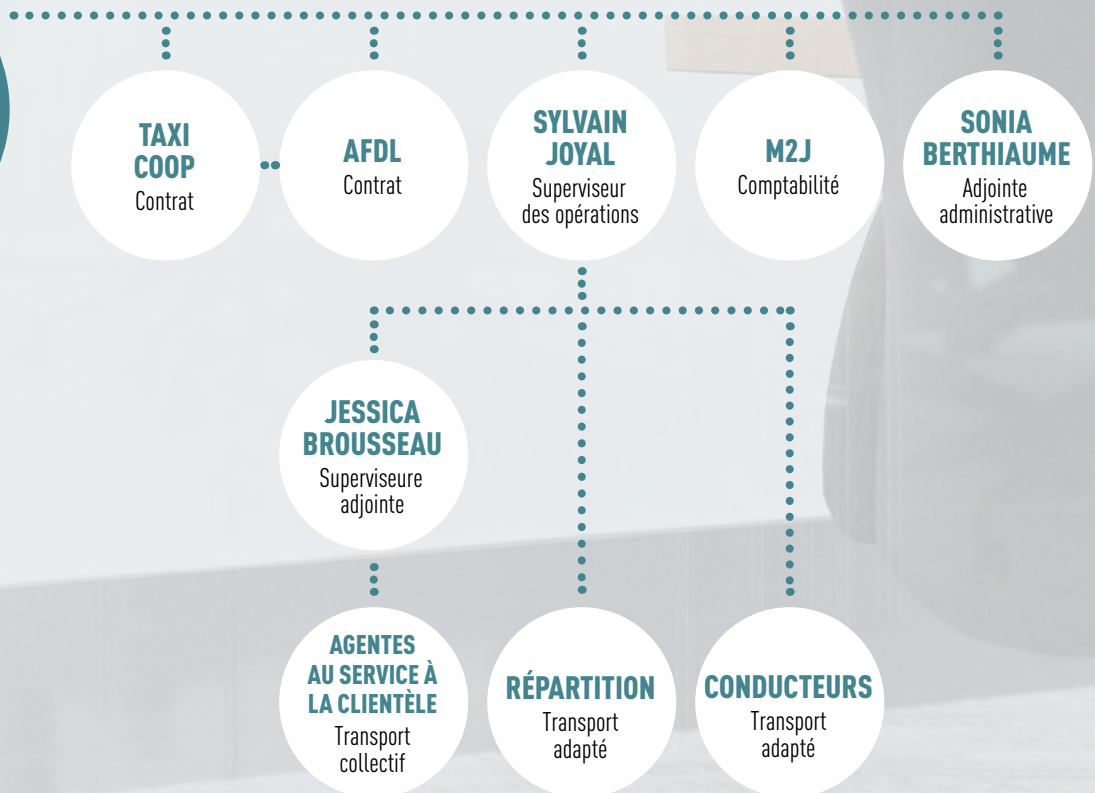 TAXI
COOP
Contrat
AFDL
Contrat
SYLVAIN
JOYAL
Superviseur
des opérations
M2J
Comptabilité
SONIA
BERTHIAUME
Adjointe
administrative
JESSICA
BROUSSEAU
Superviseure
adjointe
AGENTES
AU SERVICE À
LA CLIENTÈLE
Transport
collectif
RÉPARTITION
Transport
adapté
CONDUCTEURS
Transport
adapté